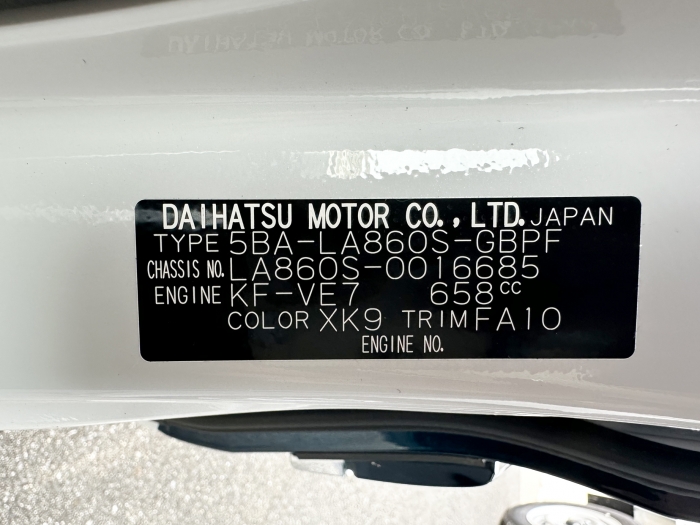 DAIHATSU MOTOR CO., LTD. JAPAN
TYPE 5BA-LA860S-GBPF
CHASSIS NO. LA860S-0016685
ENGINE KF-VE7 658cc
COLOR XK9 TRIM FA10
ENGINE NO.